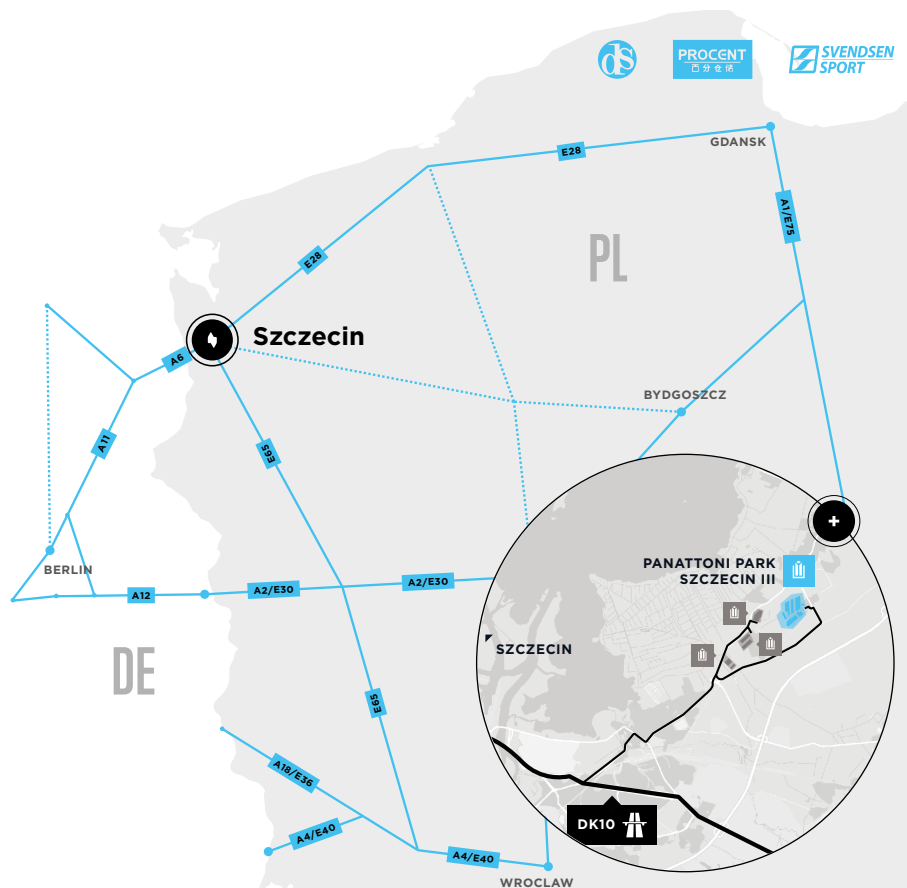 ds
PROCENT
百分仓储
SVENDSEN
SPORT
E28
GDANSK
A1/E75
E28
PL
Szczecin
A6
BYDGOSZCZ
A11
E65
BERLIN
A12
A2/E30
A2/E30
PANATTONI PARK
SZCZECIN III
SZCZECIN
DE
E65
A18/E36
A4/E40
A4/E40
DK10
WROCLAW